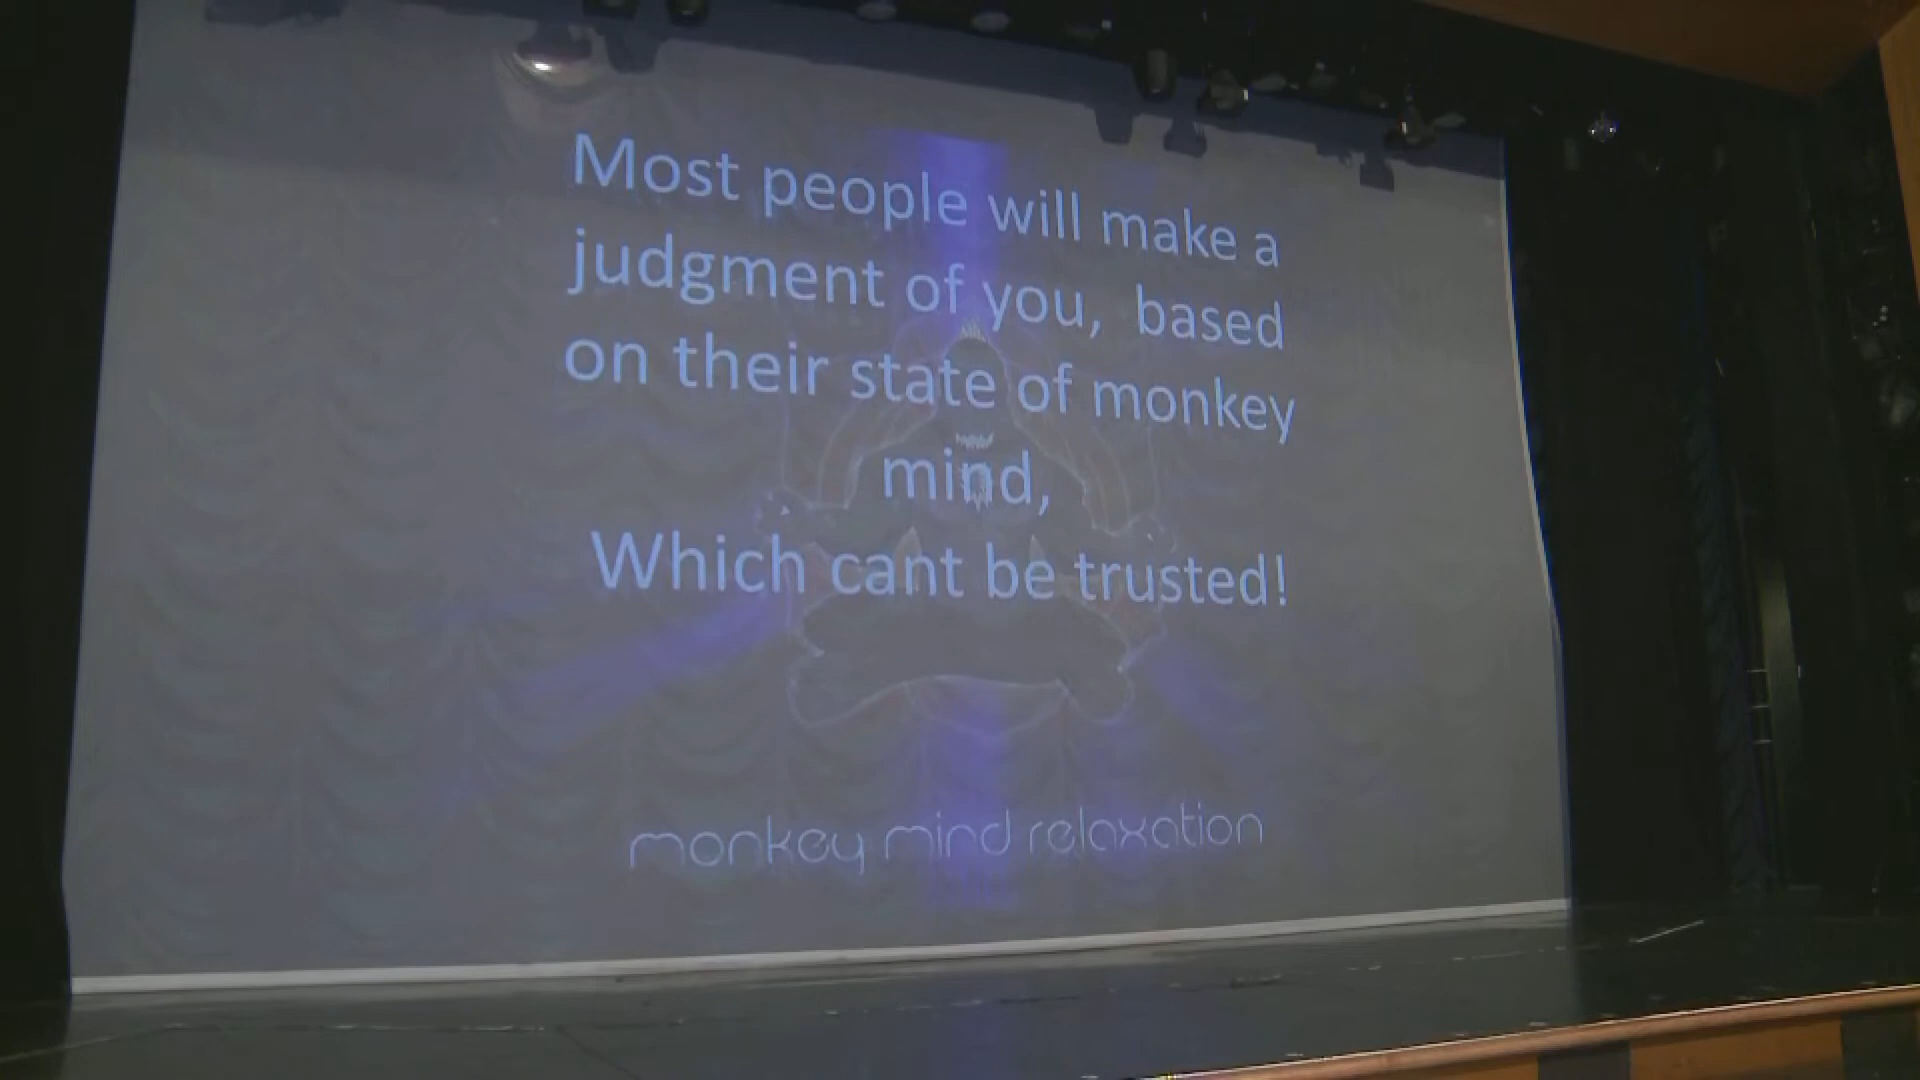 Most people will make a
judgment of you, based
on their state of monkey
mind,
Which cant be trusted!
monkey mind relaxation